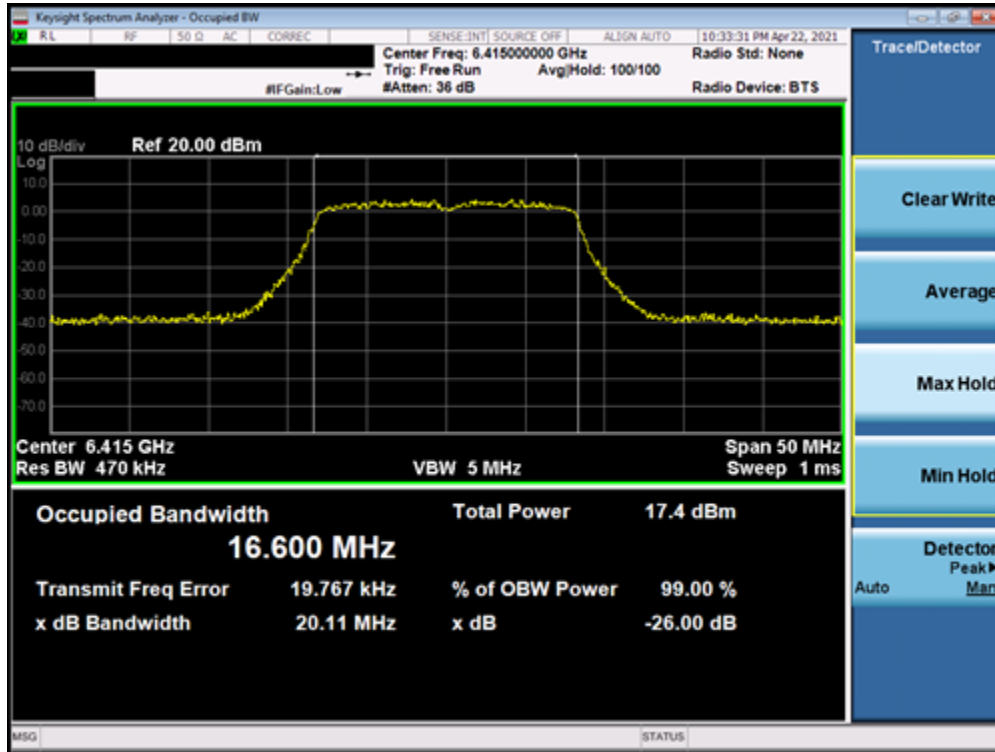 Keysight Spectrum Analyzer - Occupied BW
RL RF 50 Ω AC CORREC SENSE:INT SOURCE OFF ALIGN AUTO 10:33:31 PM Apr 22, 2021
Center Freq: 6.415000000 GHz Radio Std: None
Trig: Free Run Avg|Hold: 100/100
#IFGain:Low #Atten: 36 dB Radio Device: BTS
10 dB/div Ref 20.00 dBm
Log
10.0
0.00
-10.0
-20.0
-30.0
-40.0
-50.0
-60.0
-70.0
Center 6.415 GHz Span 50 MHz
Res BW 470 kHz VBW 5 MHz Sweep 1 ms
Occupied Bandwidth Total Power 17.4 dBm
16.600 MHz
Transmit Freq Error 19.767 kHz % of OBW Power 99.00 %
x dB Bandwidth 20.11 MHz x dB -26.00 dB
MSG STATUS
Trace/Detector
Clear Write
Average
Max Hold
Min Hold
Detector
Peak
Auto Man